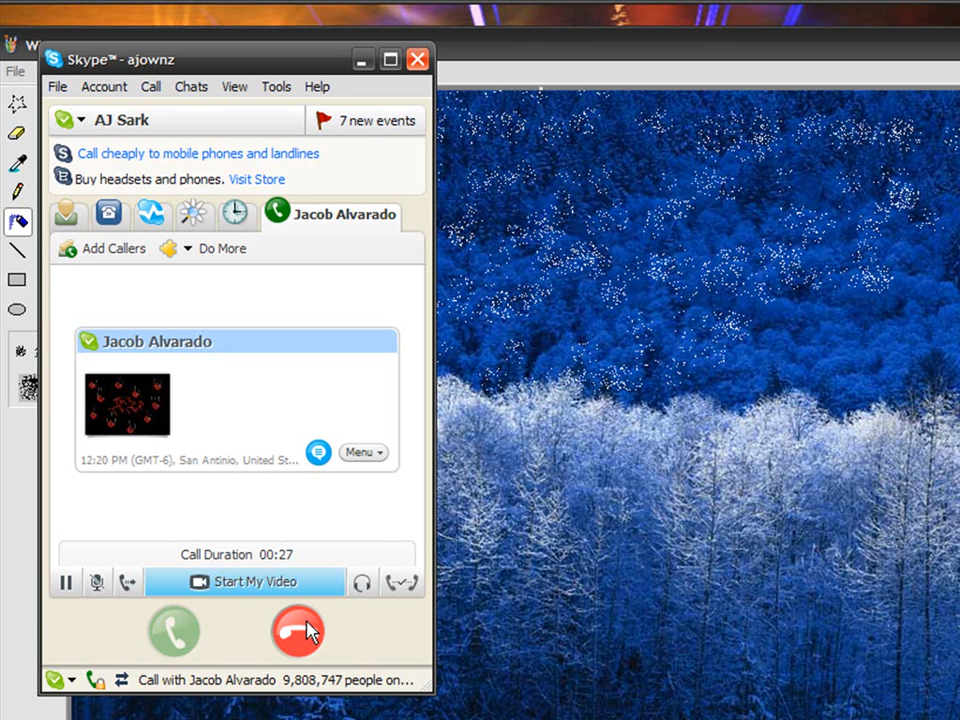 Wi
Skype™ - ajownz
File
File Account Call Chats View Tools Help
AJ Sark
7 new events
Call cheaply to mobile phones and landlines
Buy headsets and phones. Visit Store
Jacob Alvarado
Add Callers Do More
Jacob Alvarado
12:20 PM (GMT-6), San Antinio, United St...
Menu
Call Duration 00:27
Start My Video
Call with Jacob Alvarado 9,808,747 people on...